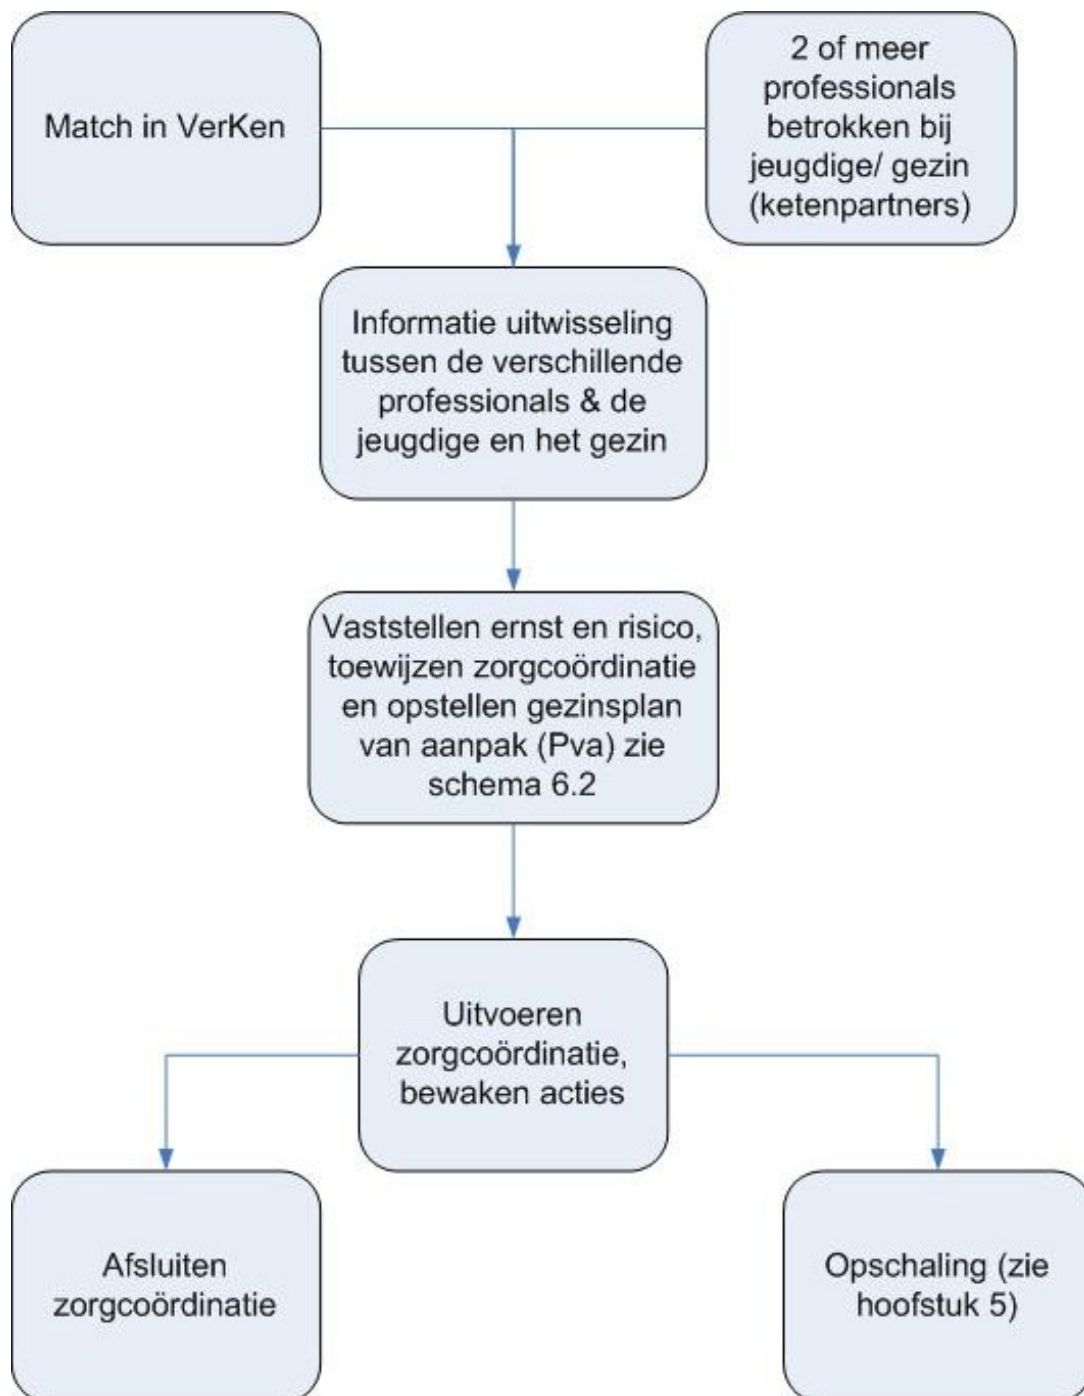 Match in VerKen
2 of meer
professionals
betrokken bij
jeugdige/ gezin
(ketenpartners)
Informatie uitwisseling
tussen de verschillende
professionals & de
jeugdige en het gezin
Vaststellen ernst en risico,
toewijzen zorgcoördinatie
en opstellen gezinsplan
van aanpak (Pva) zie
schema 6.2
Uitvoeren
zorgcoördinatie,
bewaken acties
Afsluiten
zorgcoördinatie
Opschaling (zie
hoofstuk 5)